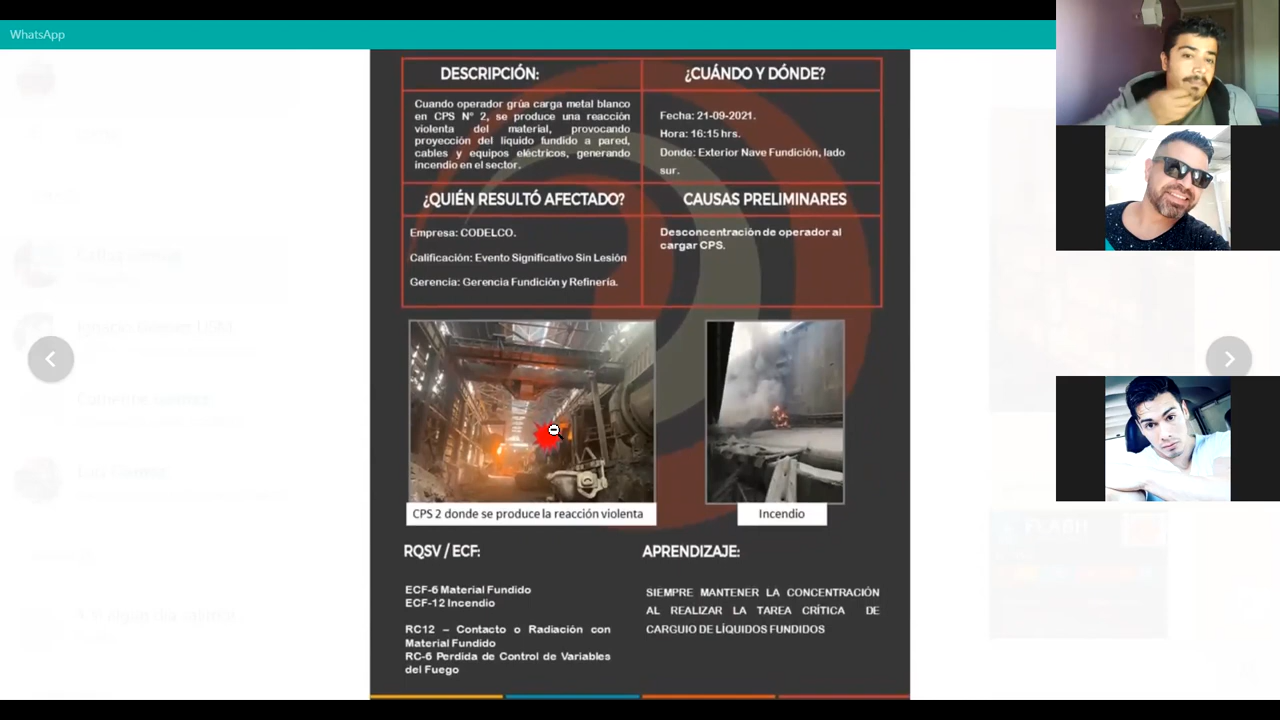 WhatsApp
DESCRIPCIÓN:
Cuando operador grúa carga metal blanco
en CPS N° 2, se produce una reacción
violenta del material, provocando
proyección del líquido fundido a pared,
cables y equipos eléctricos, generando
incendio en el sector.
¿CUÁNDO Y DÓNDE?
Fecha: 21-09-2021.
Hora: 16:15 hrs.
Donde: Exterior Nave Fundición, lado
sur.
¿QUIÉN RESULTÓ AFECTADO?
Empresa: CODELCO.
Calificación: Evento Significativo Sin Lesión
Gerencia: Gerencia Fundición y Refinería.
CAUSAS PRELIMINARES
Desconcentración de operador al
cargar CPS.
CPS 2 donde se produce la reacción violenta
Incendio
RQSV / ECF:
ECF-6 Material Fundido
ECF-12 Incendio
RC12 – Contacto o Radiación con
Material Fundido
RC-6 Perdida de Control de Variables
del Fuego
APRENDIZAJE:
SIEMPRE MANTENER LA CONCENTRACIÓN
AL REALIZAR LA TAREA CRÍTICA DE
CARGUIO DE LÍQUIDOS FUNDIDOS
FLASH